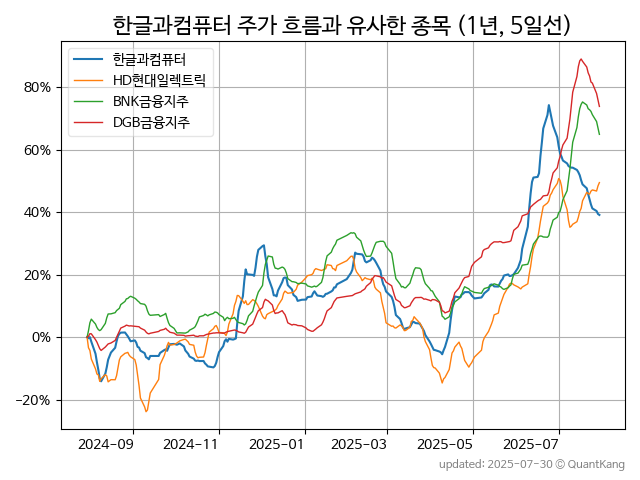 한글과컴퓨터 주가 흐름과 유사한 종목 (1년, 5일선)
한글과컴퓨터
HD현대일렉트릭
BNK금융지주
DGB금융지주
80%
60%
40%
20%
0%
−20%
2024-09 2024-11 2025-01 2025-03 2025-05 2025-07
updated: 2025-07-30 © QuantKang